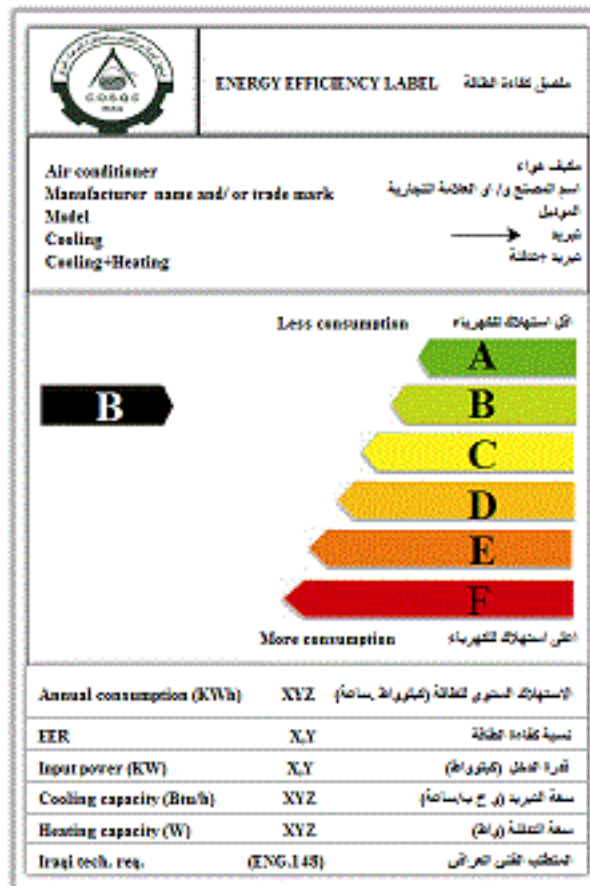 COSQC
ENERGY EFFICIENCY LABEL ملصق كفاءة الطاقة
Air conditioner مكيف هواء
Manufacturer name and/ or trade mark اسم المصنع و/ او العلامة التجارية
Model الموديل
Cooling تبريد
Cooling+Heating تبريد +تدفئة
Less consumption اقل استهلاك للكهرباء
A
B B
C
D
E
F
More consumption اعلى استهلاك للكهرباء
Annual consumption (KWh) XYZ الاستهلاك السنوي للطاقة (كيلوواط .ساعة)
EER X,Y نسبة كفاءة الطاقة
Input power (KW) X,Y قدرة الدخل (كيلوواط)
Cooling capacity (Btu/h) XYZ سعة التبريد (و ح ب/ساعة)
Heating capacity (W) XYZ سعة التدفئة (واط)
Iraqi tech. req. (ENG.148) المتطلب الفني العراقي